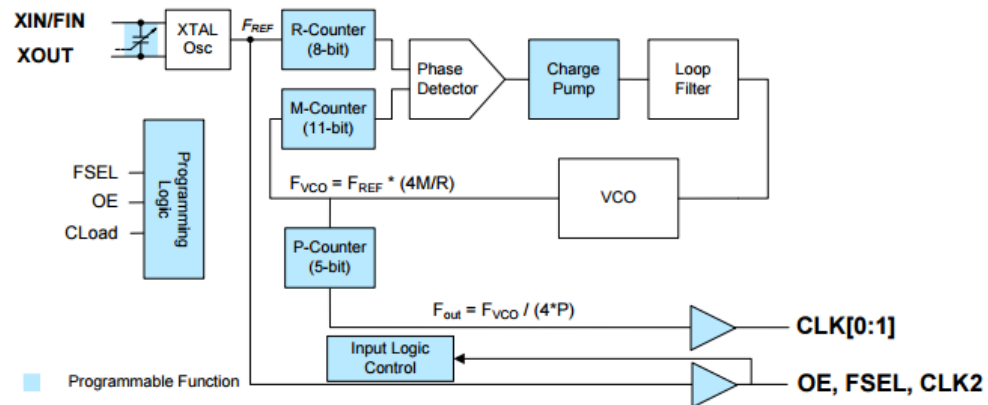 XIN/FIN
XOUT
XTAL
Osc
FREF
R-Counter
(8-bit)
M-Counter
(11-bit)
Phase
Detector
Charge
Pump
Loop
Filter
FSEL
OE
CLoad
Programming
Logic
FVCO = FREF * (4M/R)
VCO
P-Counter
(5-bit)
Fout = FVCO / (4*P)
CLK[0:1]
Input Logic
Control
Programmable Function
OE, FSEL, CLK2